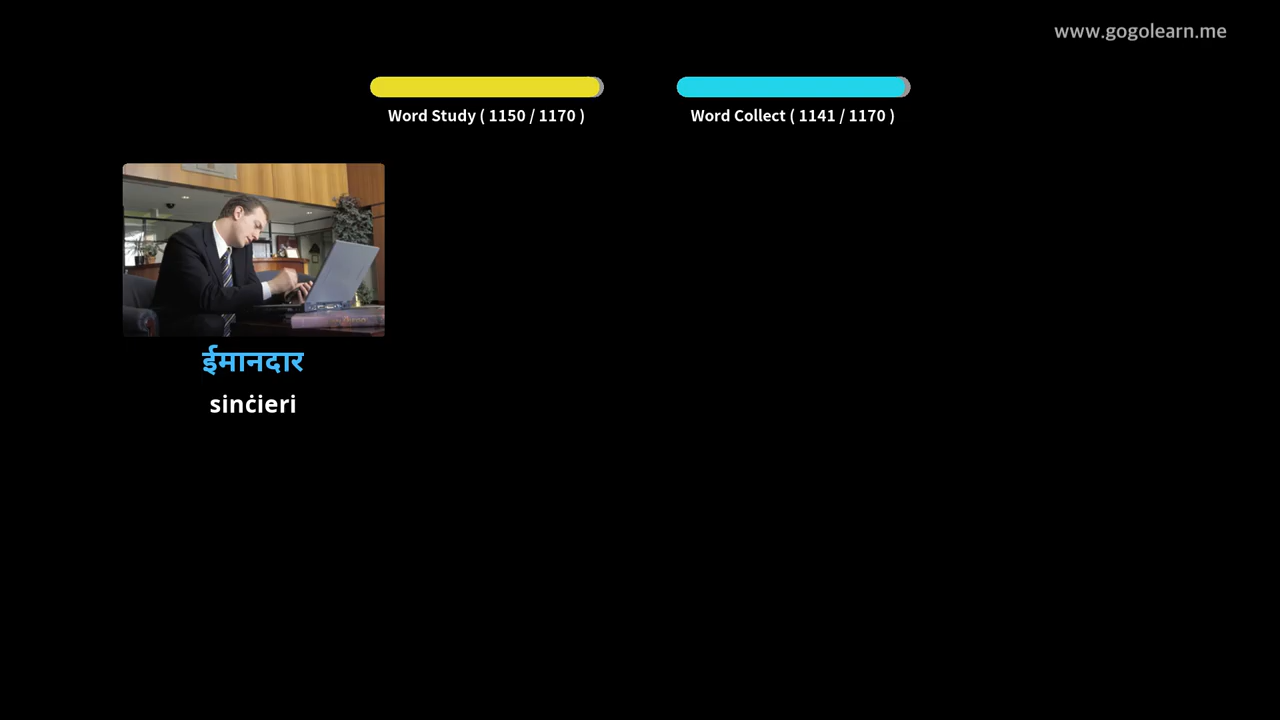 www.gogolearn.me
Word Study ( 1150 / 1170 )
Word Collect ( 1141 / 1170 )
ईमानदार
sinċieri